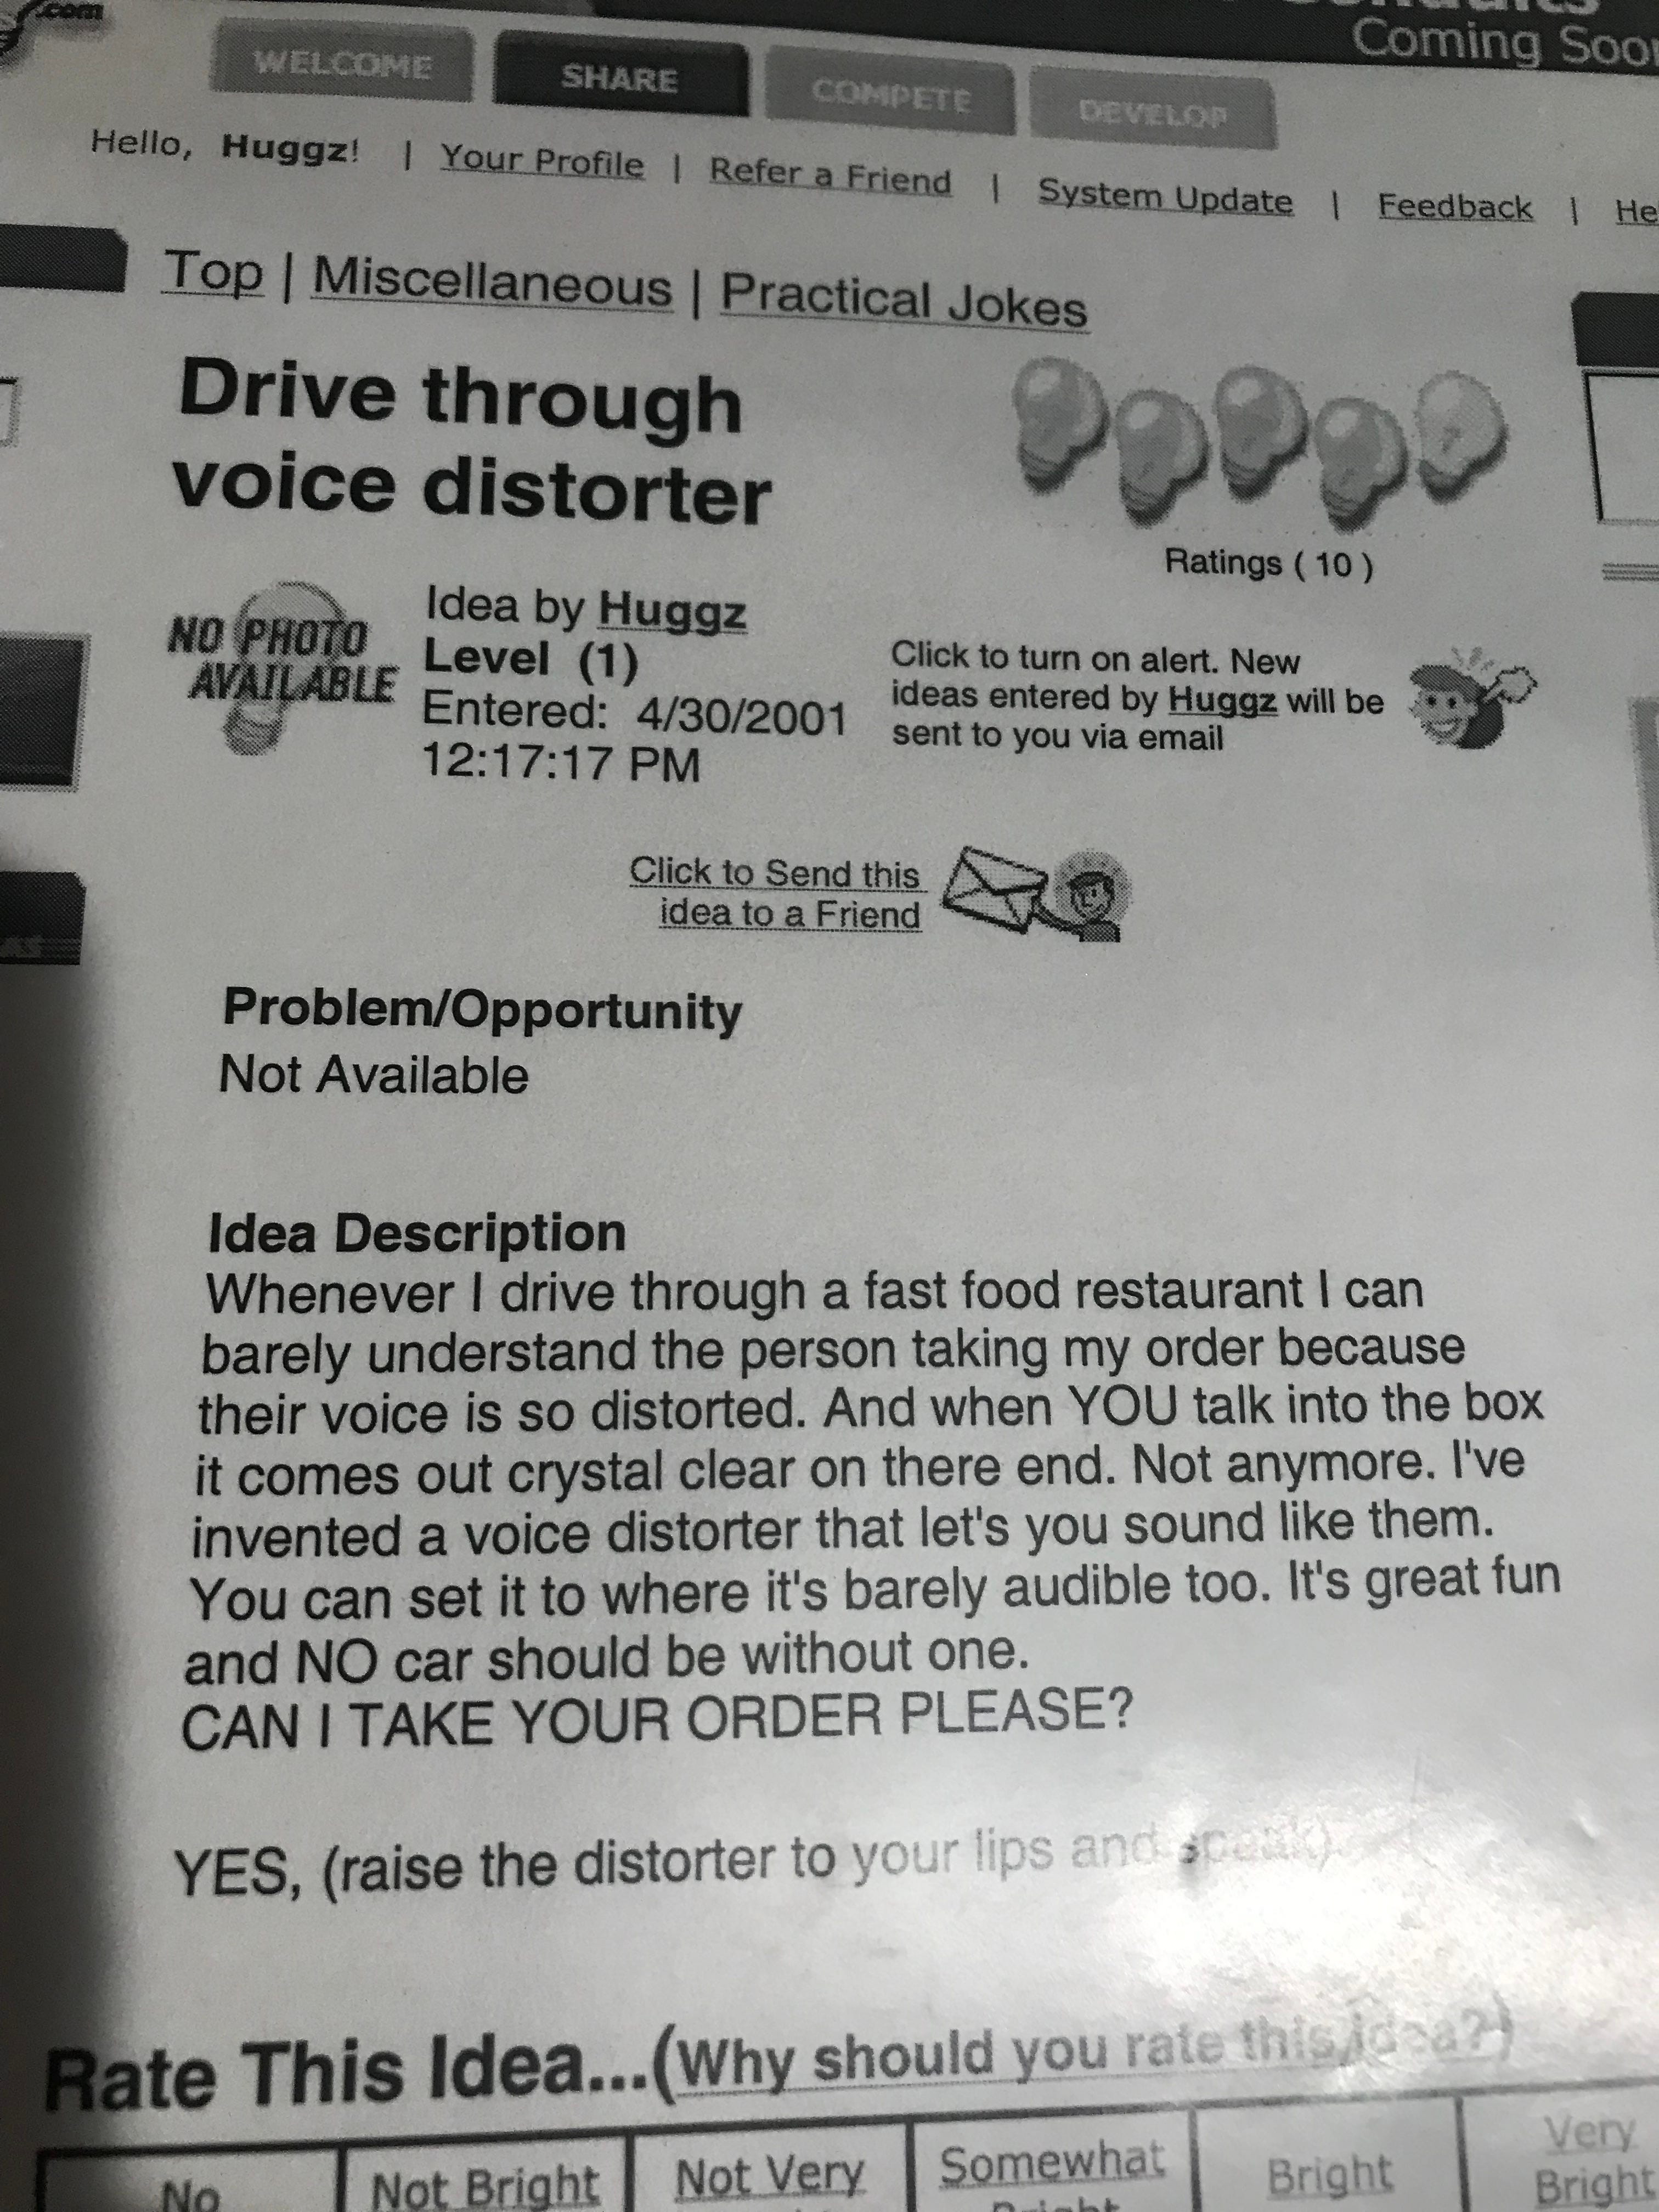 .com
Coming Soon
WELCOME
SHARE
COMPETE
DEVELOP
Hello, Huggz! | Your Profile | Refer a Friend | System Update | Feedback | He
Top | Miscellaneous | Practical Jokes
Drive through
voice distorter
Ratings ( 10 )
NO PHOTO
AVAILABLE
Idea by Huggz
Level (1)
Entered: 4/30/2001
12:17:17 PM
Click to turn on alert. New
ideas entered by Huggz will be
sent to you via email
Click to Send this
idea to a Friend
Problem/Opportunity
Not Available
Idea Description
Whenever I drive through a fast food restaurant I can
barely understand the person taking my order because
their voice is so distorted. And when YOU talk into the box
it comes out crystal clear on there end. Not anymore. I've
invented a voice distorter that let's you sound like them.
You can set it to where it's barely audible too. It's great fun
and NO car should be without one.
CAN I TAKE YOUR ORDER PLEASE?
YES, (raise the distorter to your lips and speak)
Rate This Idea...(Why should you rate this idea?)
No
Not Bright
Not Very
Somewhat
Bright
Bright
Very
Bright